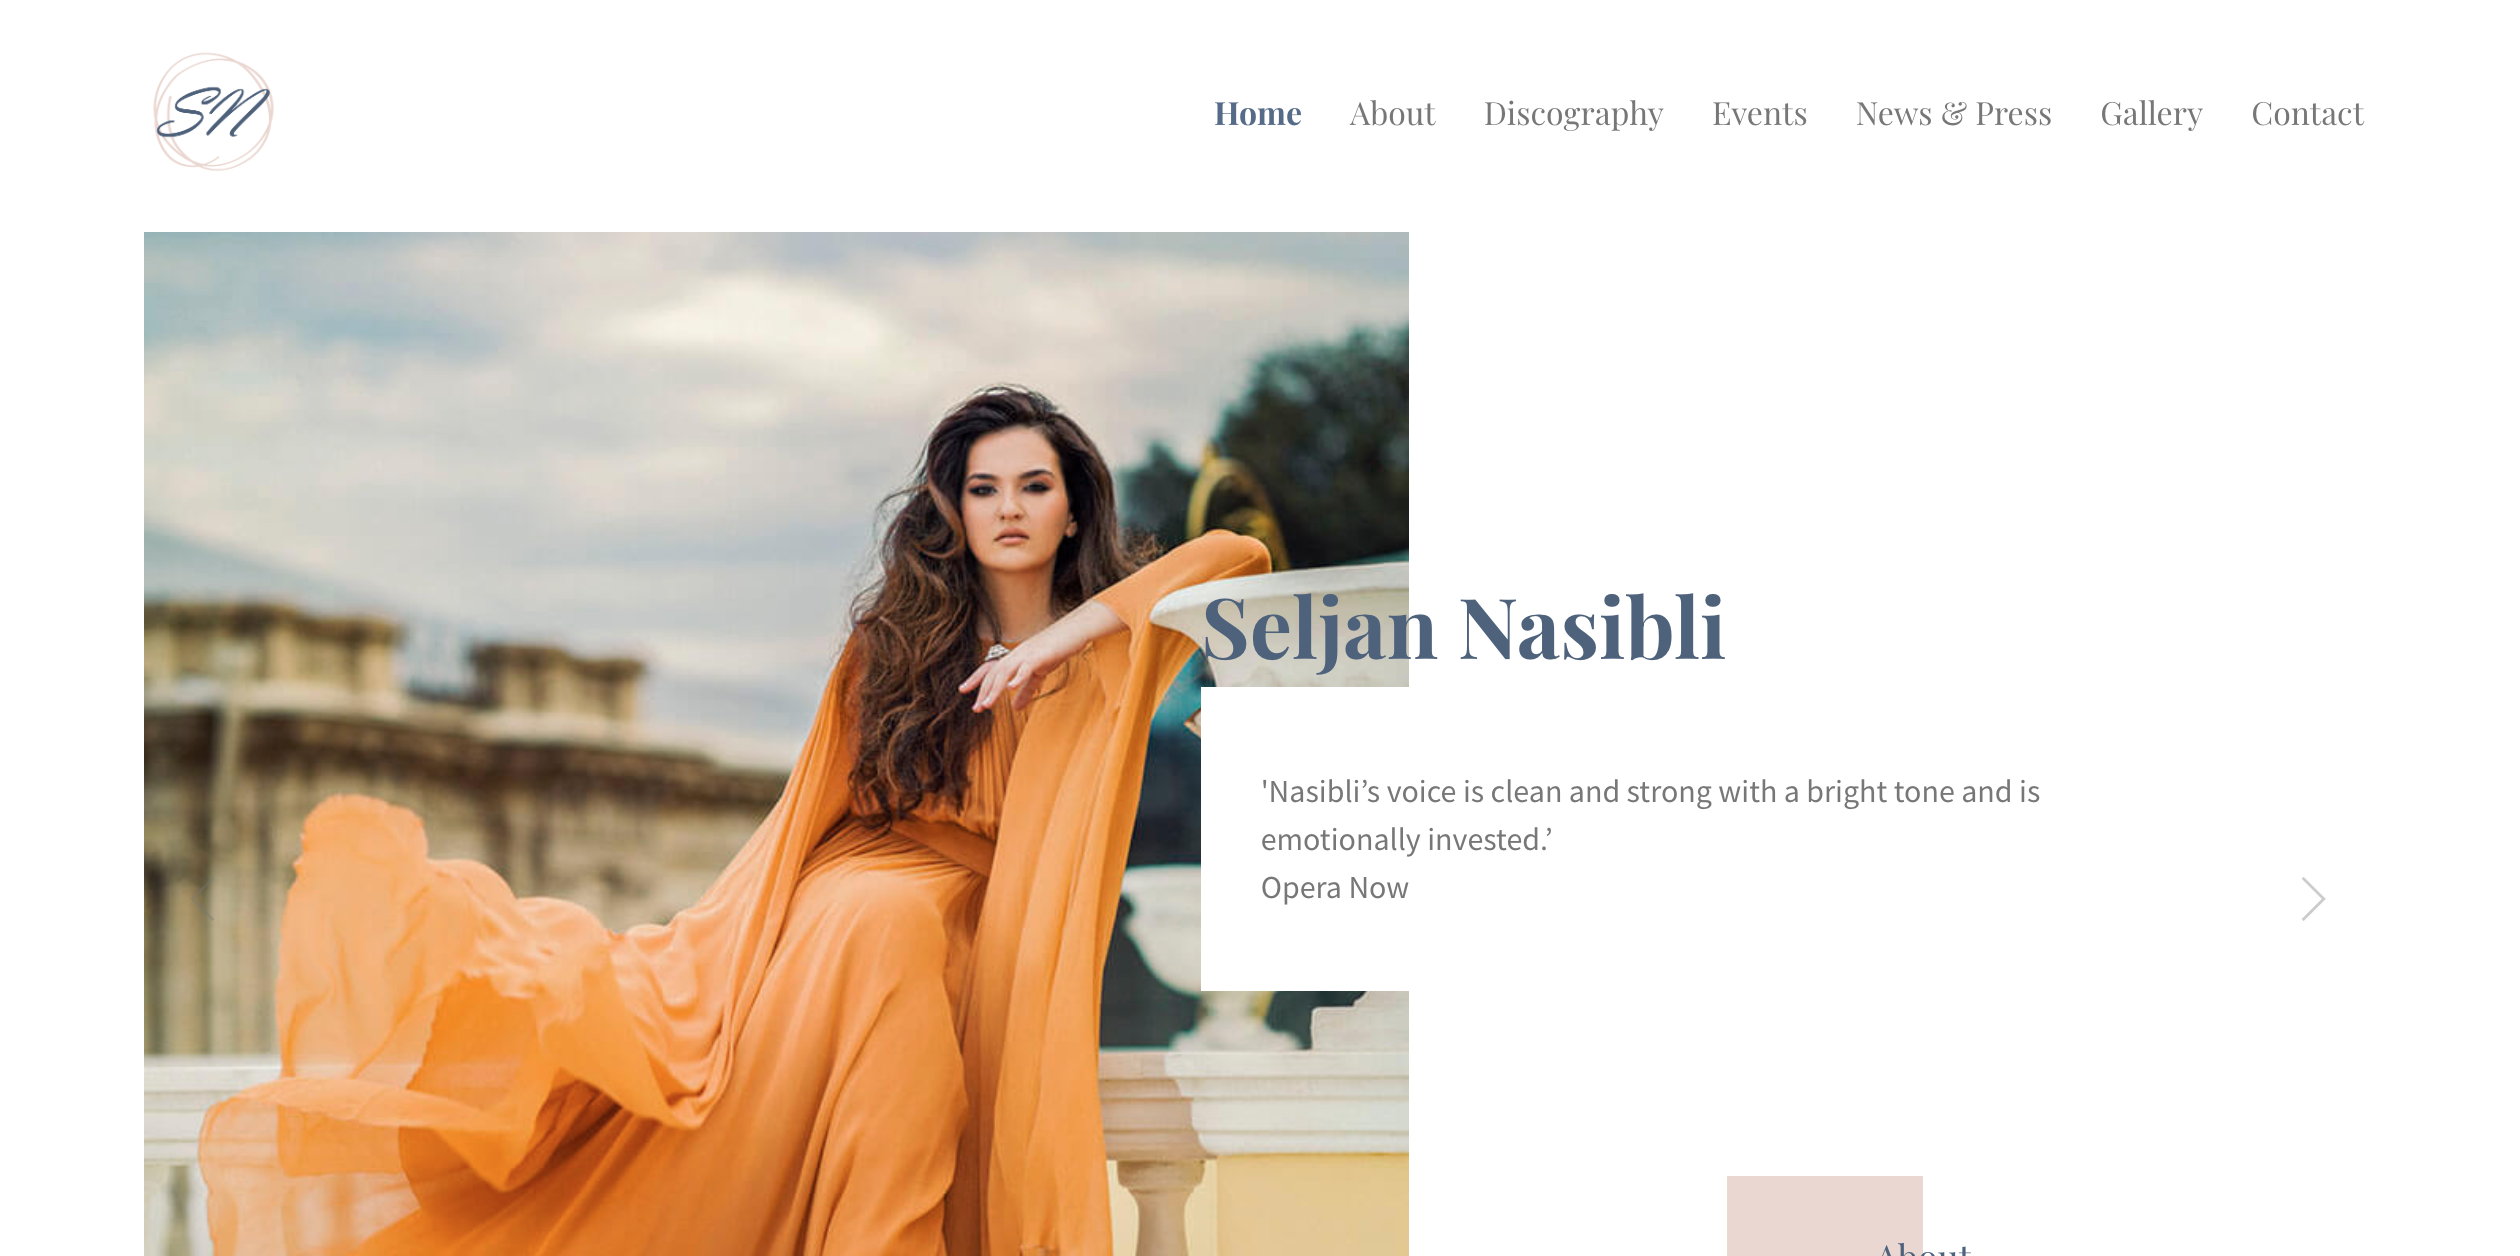 SN
Home About Discography Events News & Press Gallery Contact
Seljan Nasibli
'Nasibli’s voice is clean and strong with a bright tone and is
emotionally invested.’
Opera Now
About